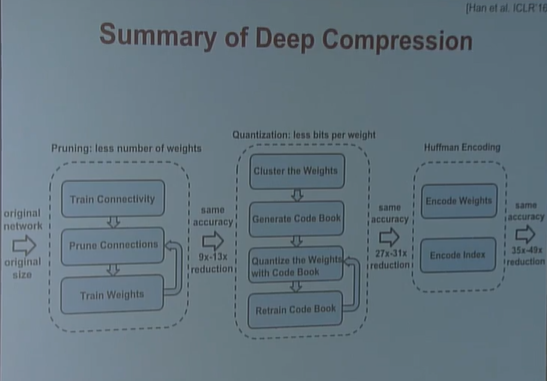 [Han et al. ICLR'16
Summary of Deep Compression
Pruning: less number of weights
Quantization: less bits per weight
Huffman Encoding
original
network
original
size
Train Connectivity
Prune Connections
Train Weights
same
accuracy
9x-13x
reduction
Cluster the Weights
Generate Code Book
Quantize the Weights
with Code Book
Retrain Code Book
same
accuracy
27x-31x
reduction
Encode Weights
Encode Index
same
accuracy
35x-49x
reduction